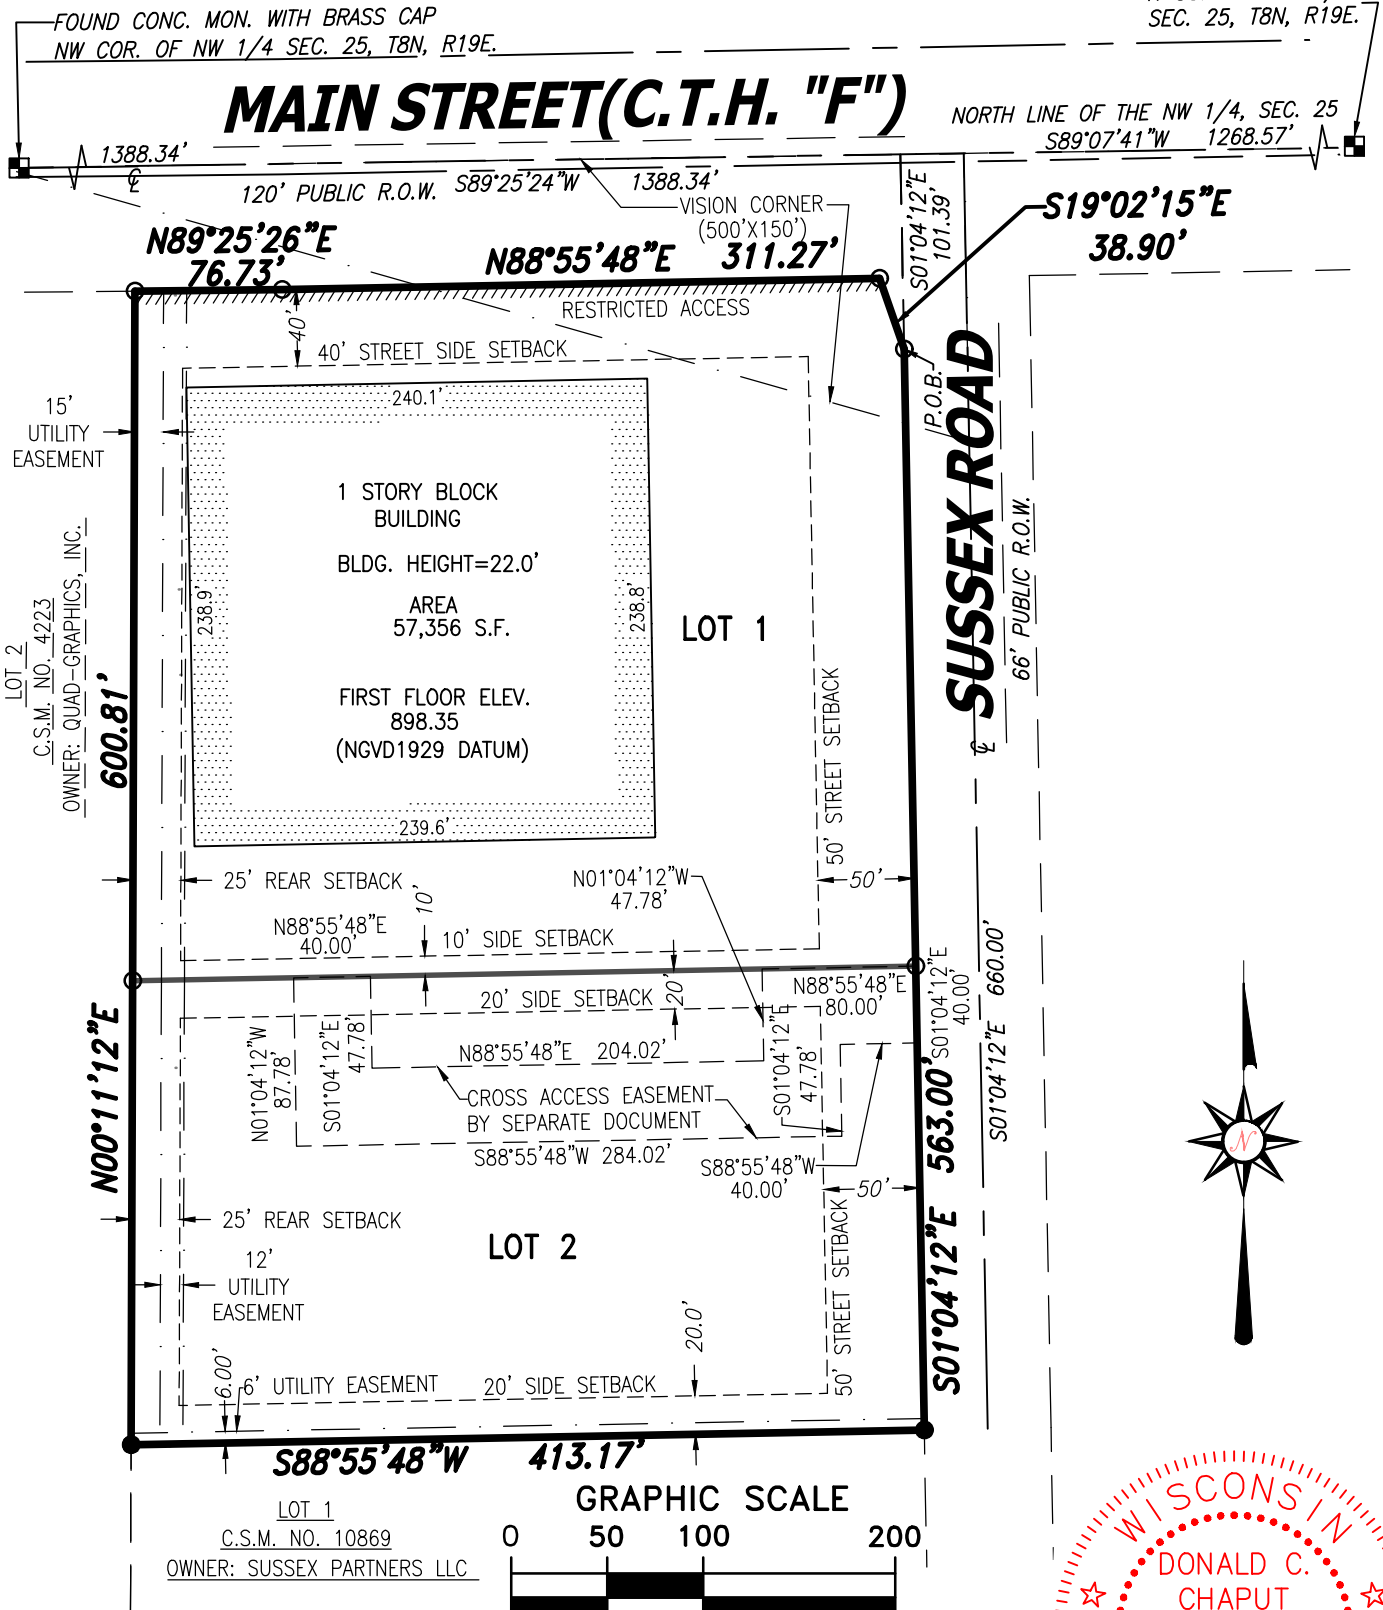 FOUND CONC. MON. WITH BRASS CAP
NW COR. OF NW 1/4 SEC. 25, T8N, R19E.
SEC. 25, T8N, R19E.
MAIN STREET(C.T.H. "F")
NORTH LINE OF THE NW 1/4, SEC. 25
S89°07'41"W 1268.57'
1388.34'
℄
120' PUBLIC R.O.W.
S89°25'24"W 1388.34'
VISION CORNER
(500'X150')
S01°04'12"E
101.39'
S19°02'15"E
38.90'
N89°25'26"E
76.73'
N88°55'48"E 311.27'
RESTRICTED ACCESS
40'
40' STREET SIDE SETBACK
P.O.B.
15'
UTILITY
EASEMENT
240.1'
1 STORY BLOCK
BUILDING
BLDG. HEIGHT=22.0'
AREA
57,356 S.F.
FIRST FLOOR ELEV.
898.35
(NGVD1929 DATUM)
238.9'
238.8'
239.6'
LOT 1
SUSSEX ROAD
℄
66' PUBLIC R.O.W.
LOT 2
C.S.M. NO. 4223
OWNER: QUAD-GRAPHICS, INC.
600.81'
N00°11'12"E
50' STREET SETBACK
50'
25' REAR SETBACK
10'
N01°04'12"W
47.78'
N88°55'48"E
40.00'
10' SIDE SETBACK
20' SIDE SETBACK
20'
N88°55'48"E
80.00'
S01°04'12"E
40.00'
S01°04'12"E 660.00'
N01°04'12"W
87.78'
S01°04'12"E
47.78'
N88°55'48"E 204.02'
S01°04'12"E
47.78'
CROSS ACCESS EASEMENT
BY SEPARATE DOCUMENT
S88°55'48"W 284.02'
S88°55'48"W
40.00'
50'
S01°04'12"E 563.00'
25' REAR SETBACK
LOT 2
12'
UTILITY
EASEMENT
50' STREET SETBACK
20.0'
6.00'
6' UTILITY EASEMENT
20' SIDE SETBACK
S88°55'48"W 413.17'
N
LOT 1
C.S.M. NO. 10869
OWNER: SUSSEX PARTNERS LLC
GRAPHIC SCALE
0 50 100 200
WISCONSIN
DONALD C.
CHAPUT